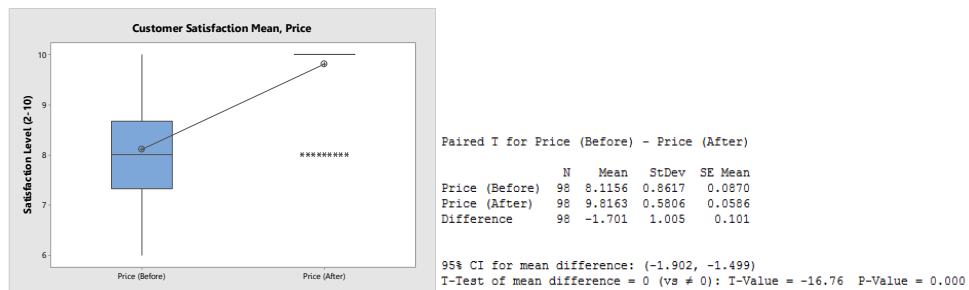 Customer Satisfaction Mean, Price
Satisfaction Level (2-10)
10
9
8
7
6
Price (Before)
Price (After)
Paired T for Price (Before) - Price (After)
N Mean StDev SE Mean
Price (Before) 98 8.1156 0.8617 0.0870
Price (After) 98 9.8163 0.5806 0.0586
Difference 98 -1.701 1.005 0.101
95% CI for mean difference: (-1.902, -1.499)
T-Test of mean difference = 0 (vs ≠ 0): T-Value = -16.76 P-Value = 0.000